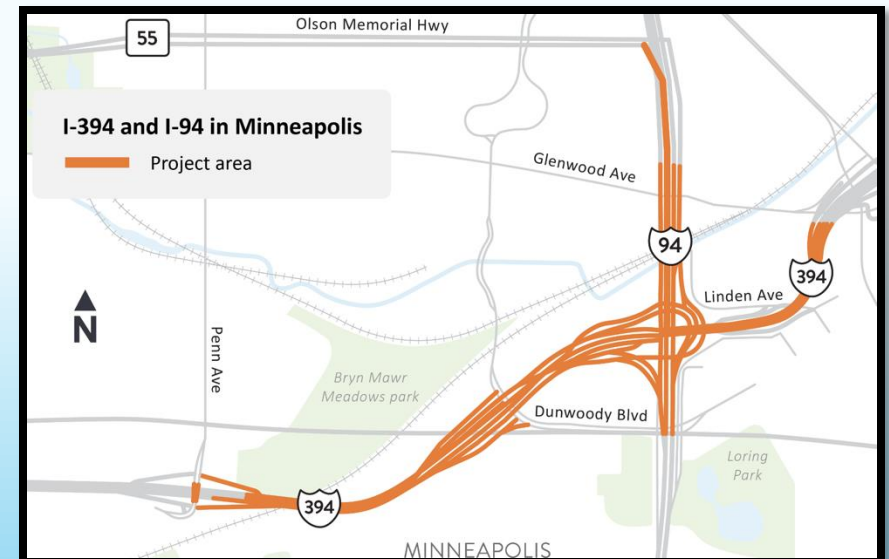 Olson Memorial Hwy
55
I-394 and I-94 in Minneapolis
Project area
Glenwood Ave
94
394
Linden Ave
N
Penn Ave
Bryn Mawr
Meadows park
Dunwoody Blvd
Loring
Park
394
MINNEAPOLIS